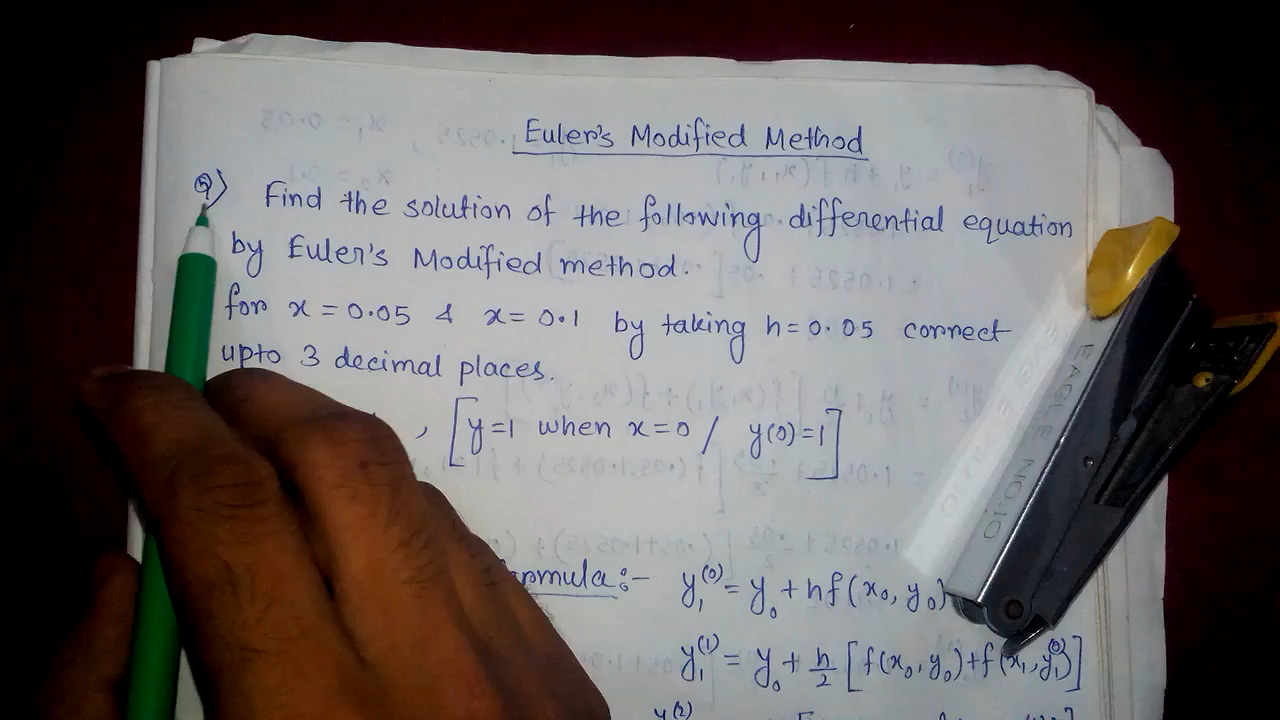 Euler's Modified Method
Q) Find the solution of the following differential equation
by Euler's Modified method.
for x = 0.05 & x = 0.1 by taking h = 0.05 correct
upto 3 decimal places.
, [y=1 when x=0 / y(0)=1]
:- y₁⁽⁰⁾ = y₀ + hf(x₀, y₀)
y₁⁽¹⁾ = y₀ + h/2 [f(x₀, y₀) + f(x₁, y₁⁽⁰⁾)]
EAGLE NO.10